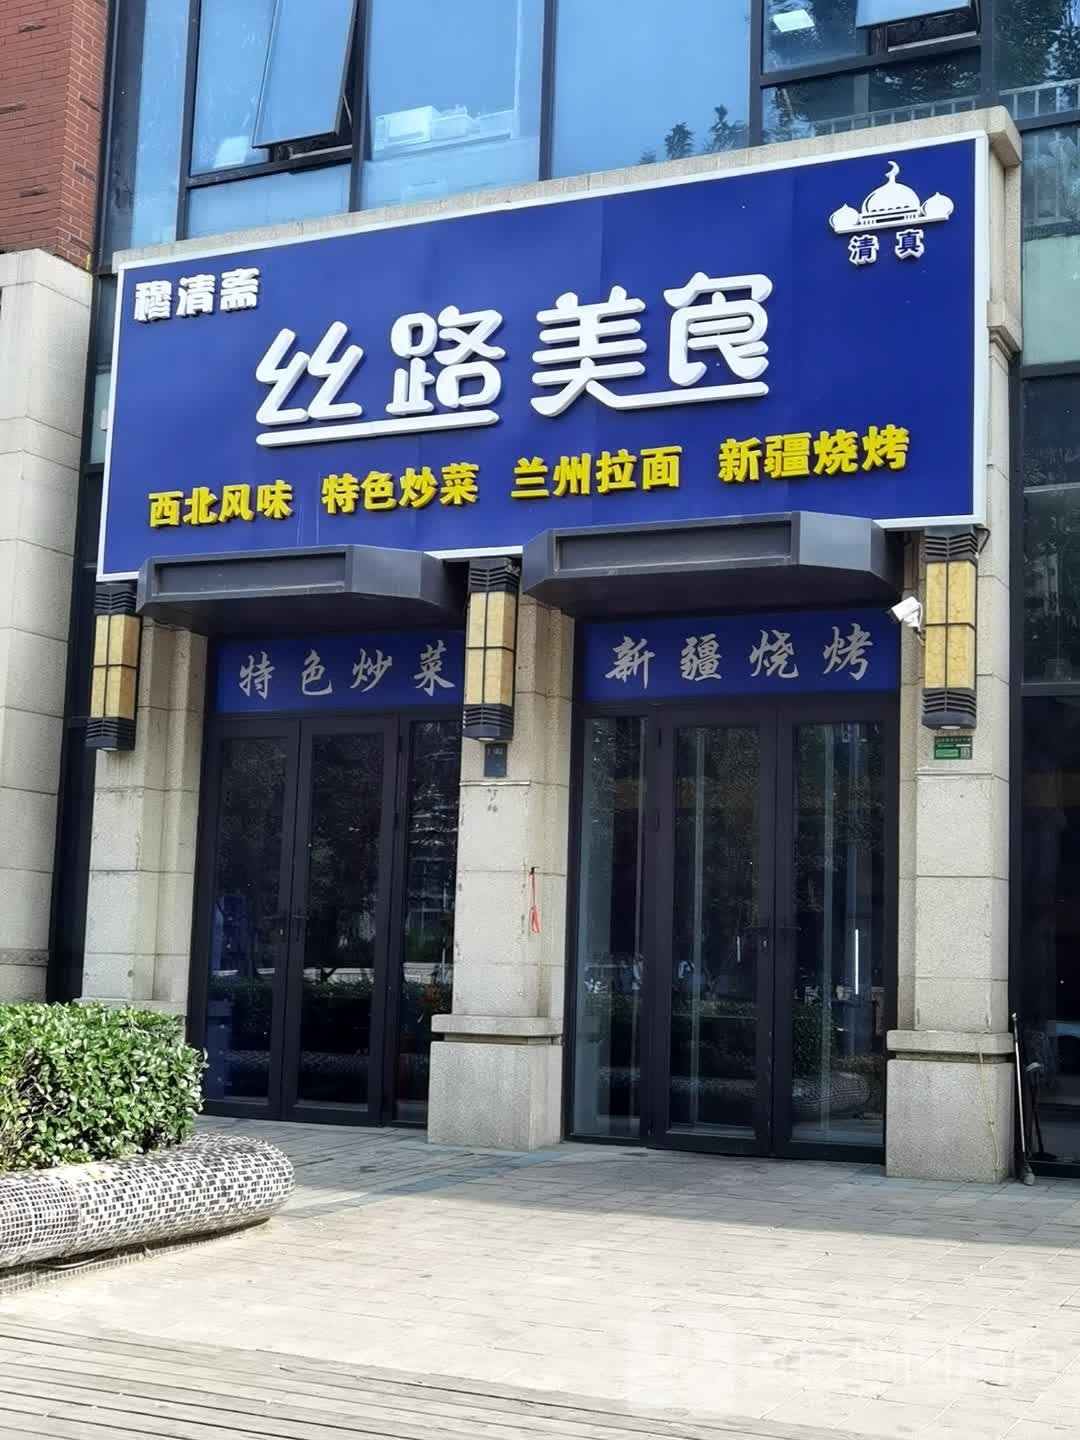 穆清斋
清真
丝路美食
西北风味 特色炒菜 兰州拉面 新疆烧烤
特色炒菜
新疆烧烤